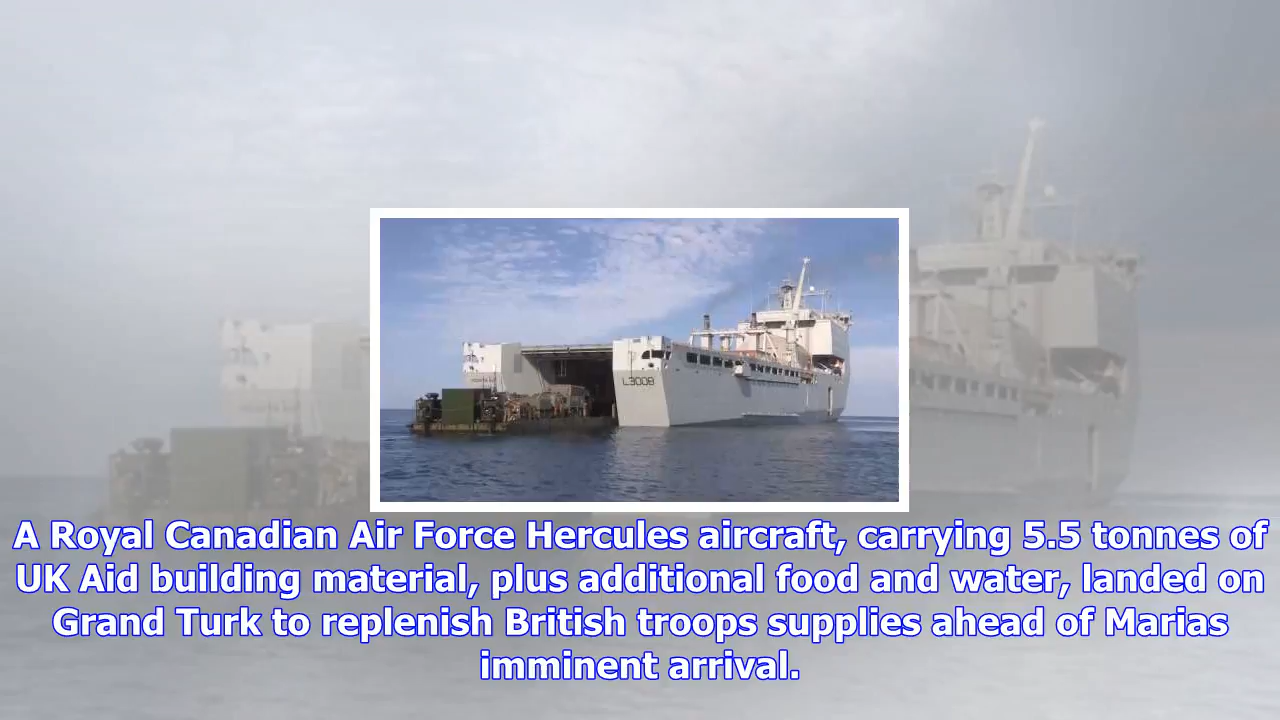 L3008
A Royal Canadian Air Force Hercules aircraft, carrying 5.5 tonnes of
UK Aid building material, plus additional food and water, landed on
Grand Turk to replenish British troops supplies ahead of Marias
imminent arrival.